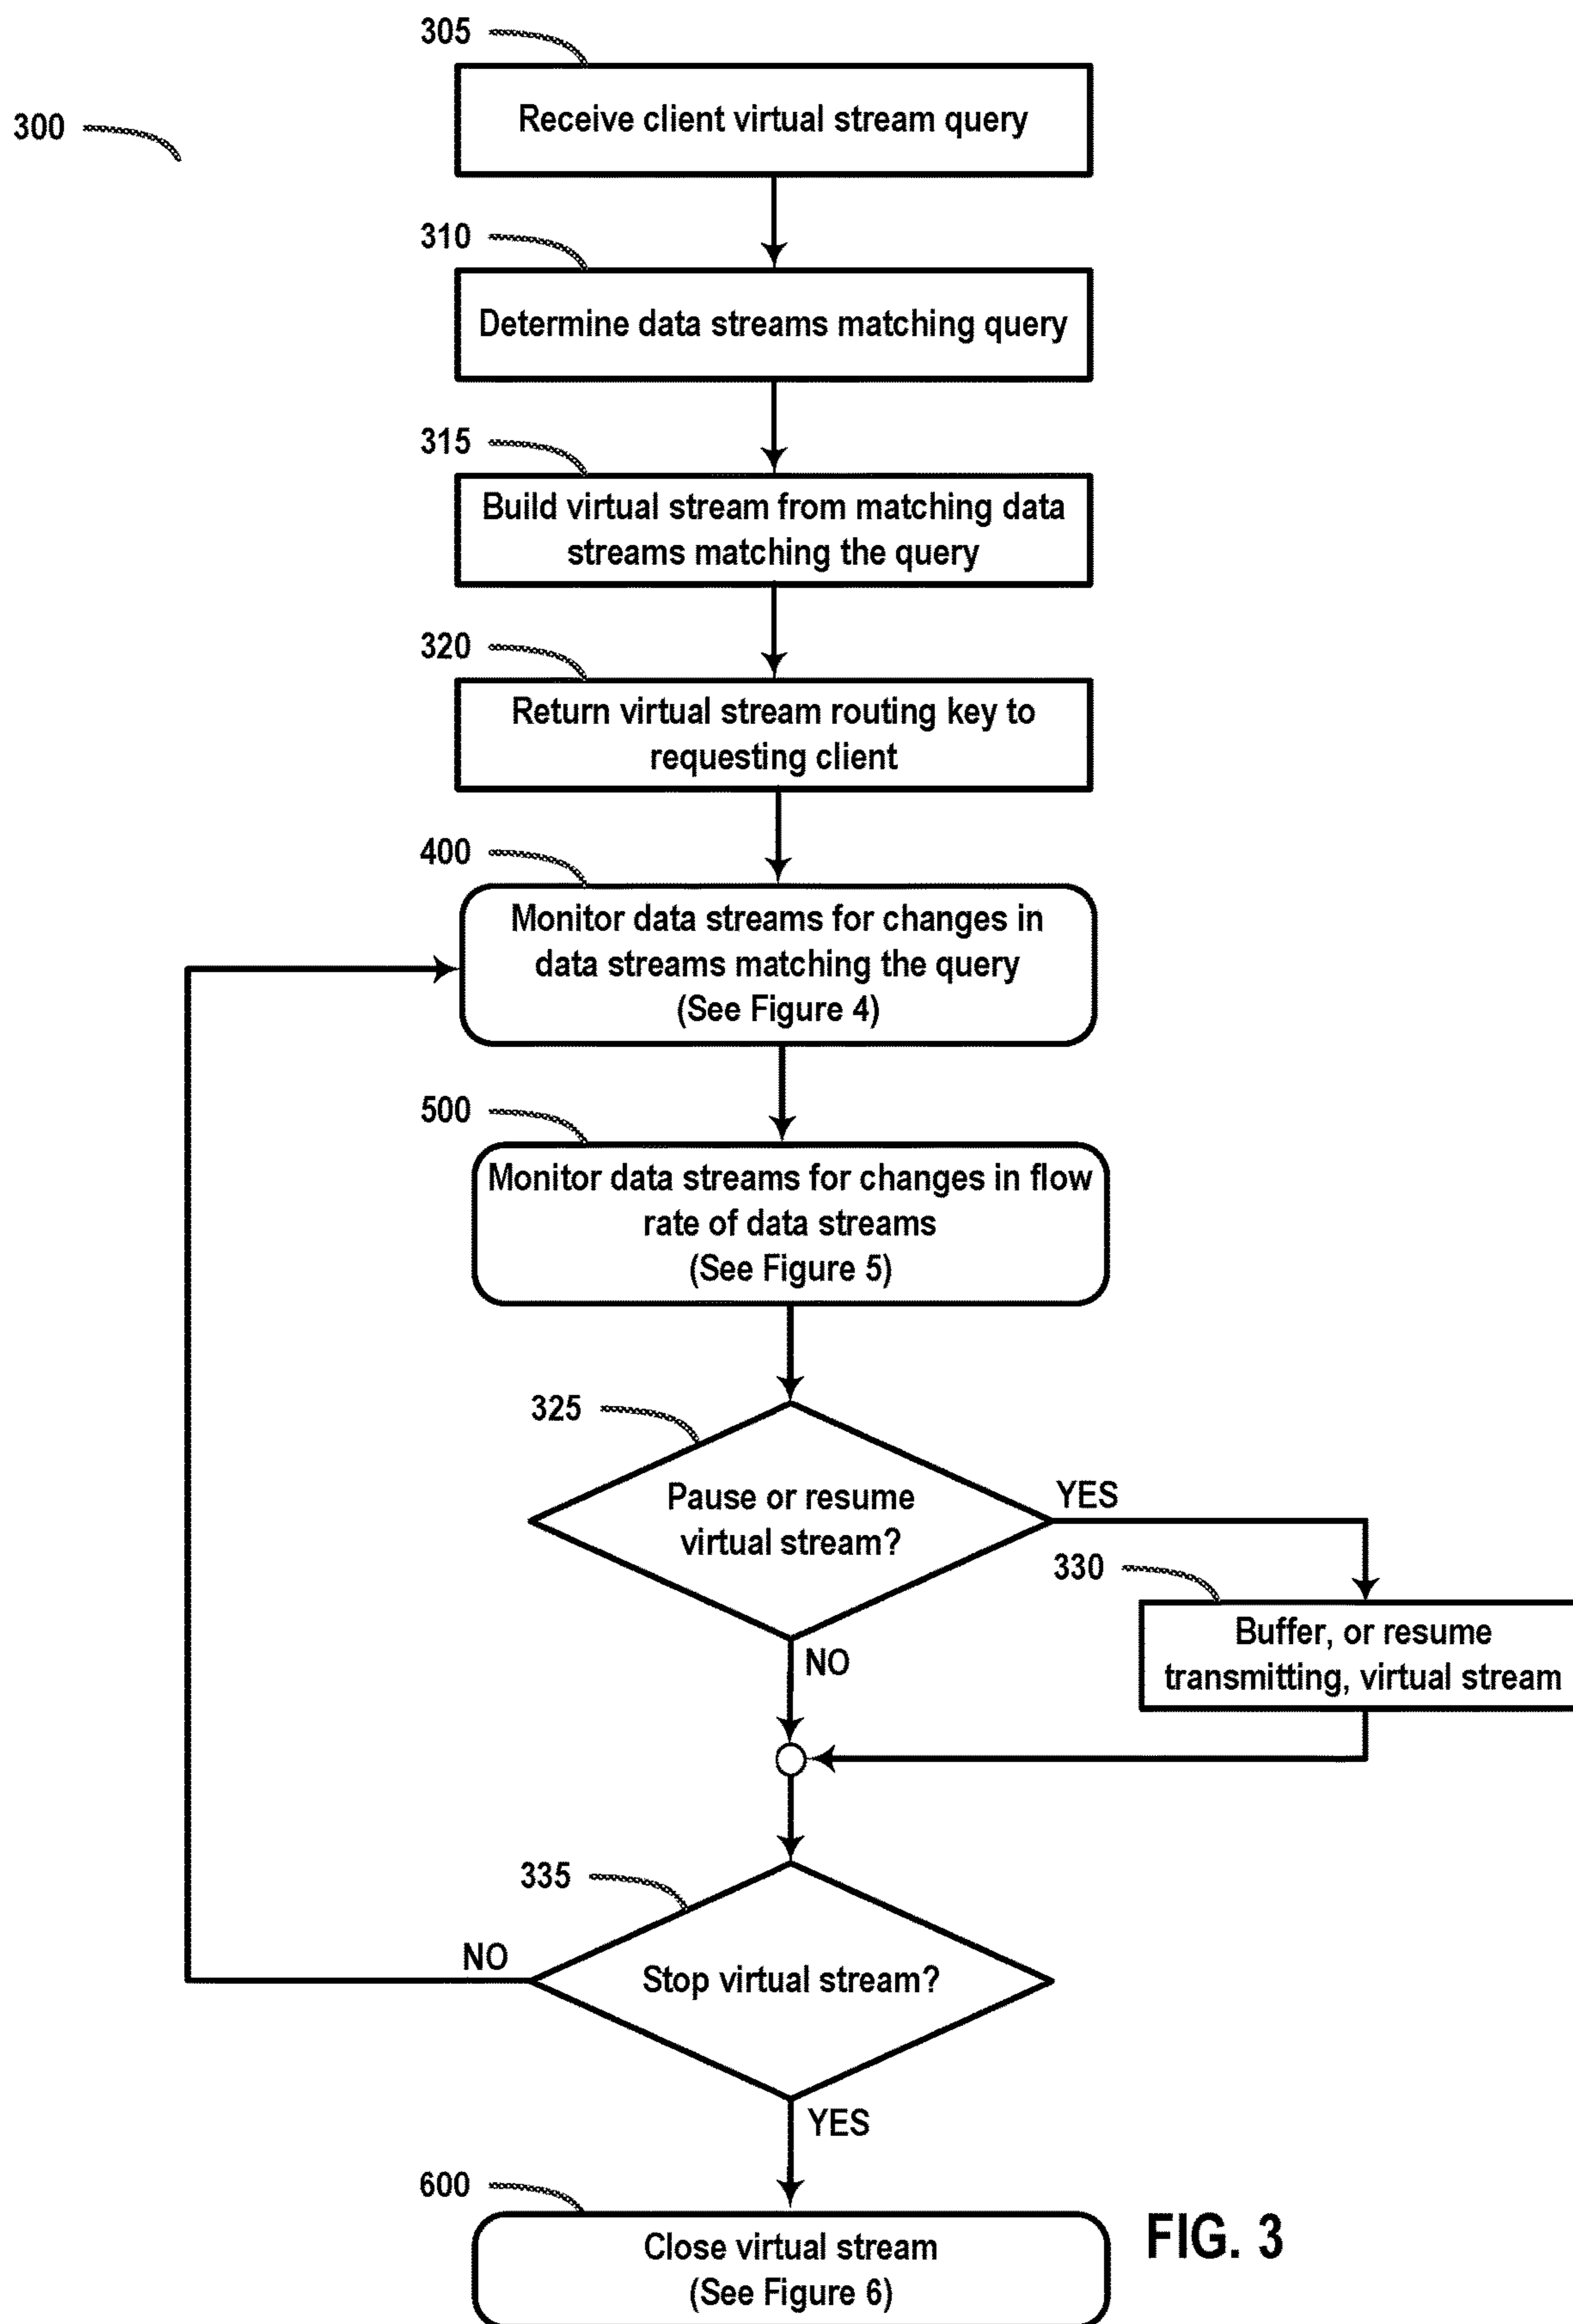 305
300
Receive client virtual stream query
310
Determine data streams matching query
315
Build virtual stream from matching data
streams matching the query
320
Return virtual stream routing key to
requesting client
400
Monitor data streams for changes in
data streams matching the query
(See Figure 4)
500
Monitor data streams for changes in flow
rate of data streams
(See Figure 5)
325
Pause or resume
virtual stream?
YES
330
Buffer, or resume
transmitting, virtual stream
NO
335
NO
Stop virtual stream?
YES
600
Close virtual stream
(See Figure 6)
FIG. 3